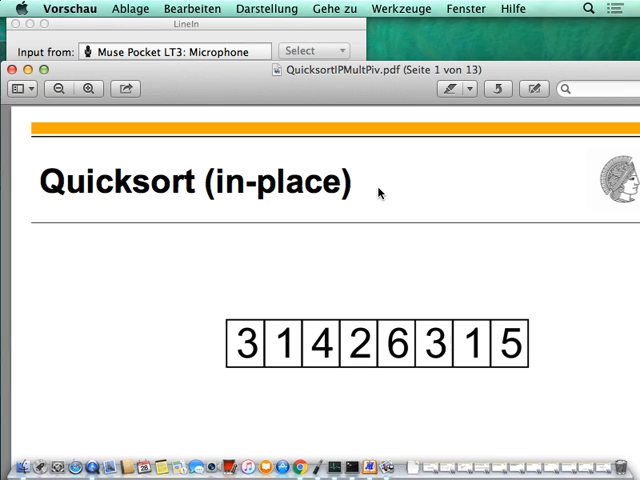 Vorschau Ablage Bearbeiten Darstellung Gehe zu Werkzeuge Fenster Hilfe
LineIn
Input from: Muse Pocket LT3: Microphone Select
QuicksortIPMultPiv.pdf (Seite 1 von 13)
Quicksort (in-place)
3 1 4 2 6 3 1 5